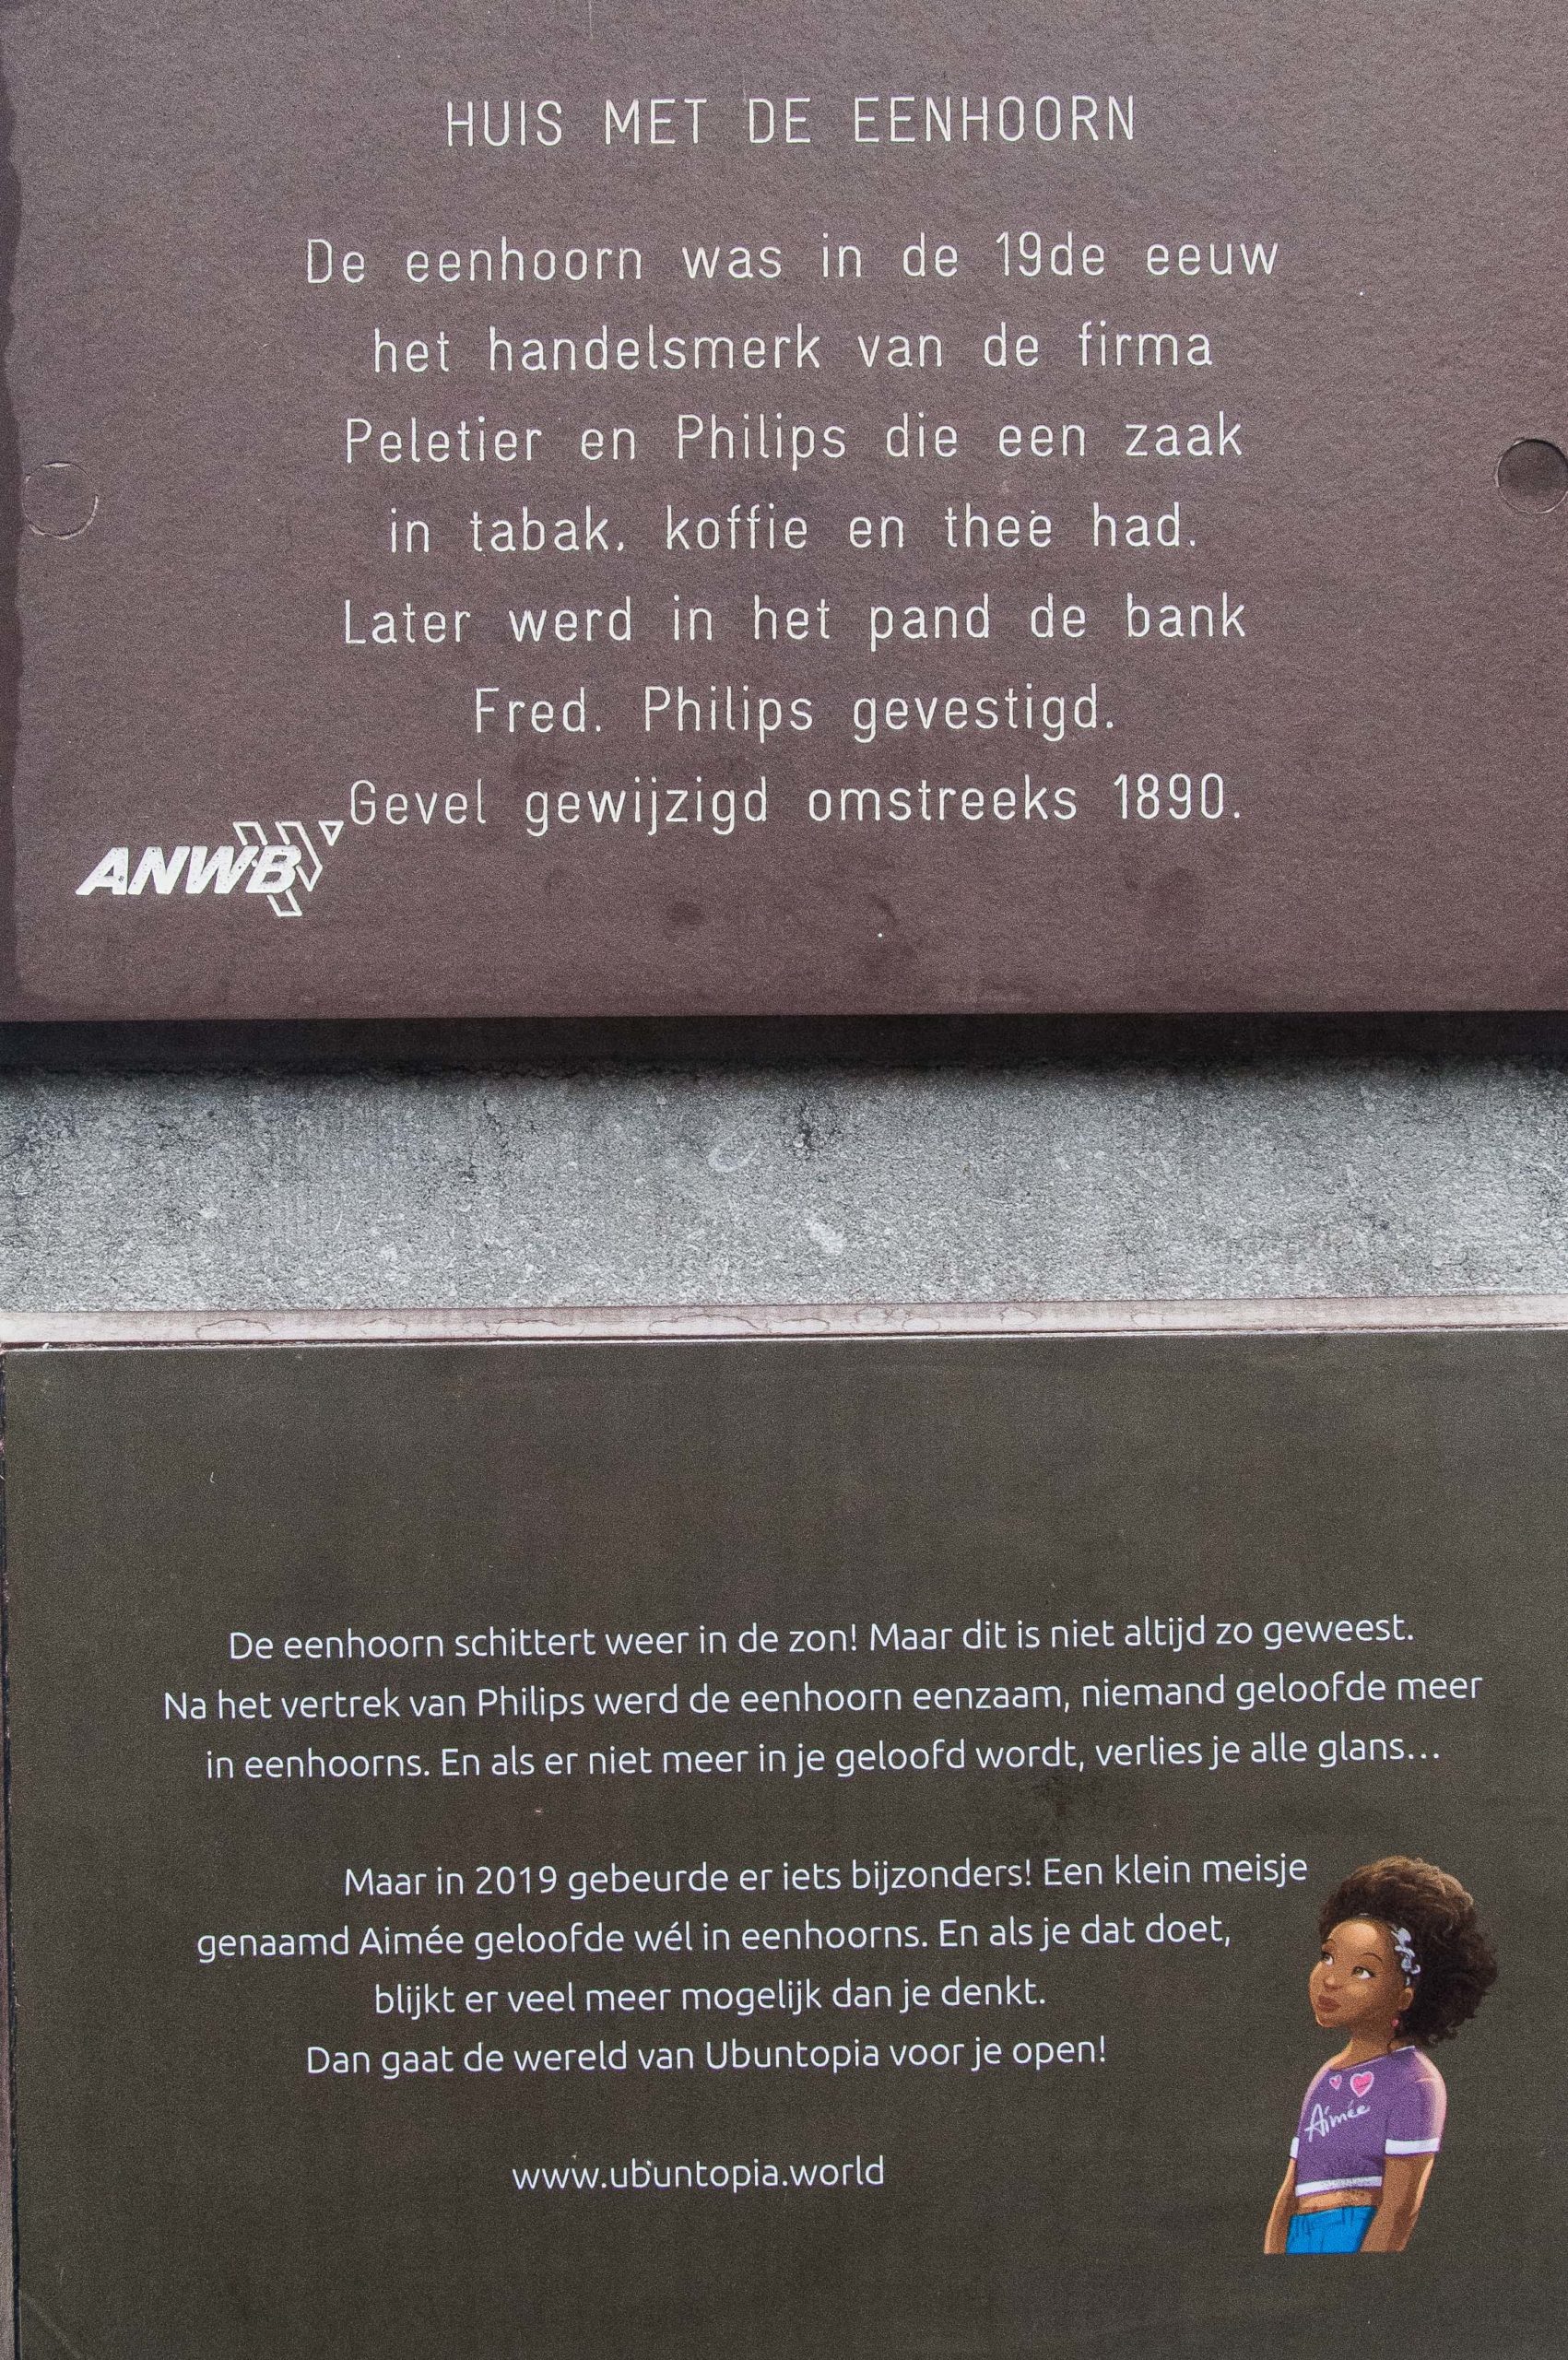 HUIS MET DE EENHOORN
De eenhoorn was in de 19de eeuw
het handelsmerk van de firma
Peletier en Philips die een zaak
in tabak, koffie en thee had.
Later werd in het pand de bank
Fred. Philips gevestigd.
Gevel gewijzigd omstreeks 1890.
ANWB
De eenhoorn schittert weer in de zon! Maar dit is niet altijd zo geweest.
Na het vertrek van Philips werd de eenhoorn eenzaam, niemand geloofde meer
in eenhoorns. En als er niet meer in je geloofd wordt, verlies je alle glans...
Maar in 2019 gebeurde er iets bijzonders! Een klein meisje
genaamd Aimée geloofde wél in eenhoorns. En als je dat doet,
blijkt er veel meer mogelijk dan je denkt.
Dan gaat de wereld van Ubuntopia voor je open!
Aimée
www.ubuntopia.world